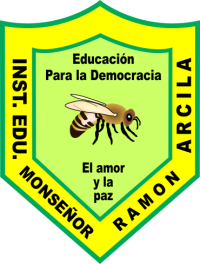 Educación
Para la Democracia
El amor
y la
paz
INST. EDU. MONSEÑOR RAMON ARCILA